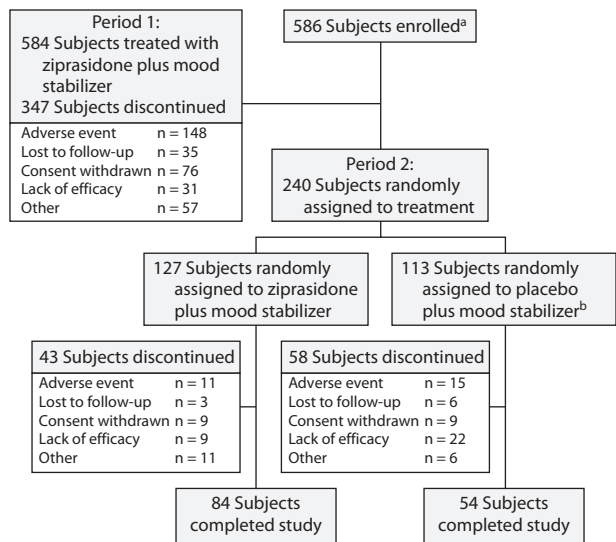 Period 1:
584 Subjects treated with
ziprasidone plus mood
stabilizer
347 Subjects discontinued
Adverse event n = 148
Lost to follow-up n = 35
Consent withdrawn n = 76
Lack of efficacy n = 31
Other n = 57
586 Subjects enrolledᵃ
Period 2:
240 Subjects randomly
assigned to treatment
127 Subjects randomly
assigned to ziprasidone
plus mood stabilizer
113 Subjects randomly
assigned to placebo
plus mood stabilizerᵇ
43 Subjects discontinued
Adverse event n = 11
Lost to follow-up n = 3
Consent withdrawn n = 9
Lack of efficacy n = 9
Other n = 11
58 Subjects discontinued
Adverse event n = 15
Lost to follow-up n = 6
Consent withdrawn n = 9
Lack of efficacy n = 22
Other n = 6
84 Subjects
completed study
54 Subjects
completed study